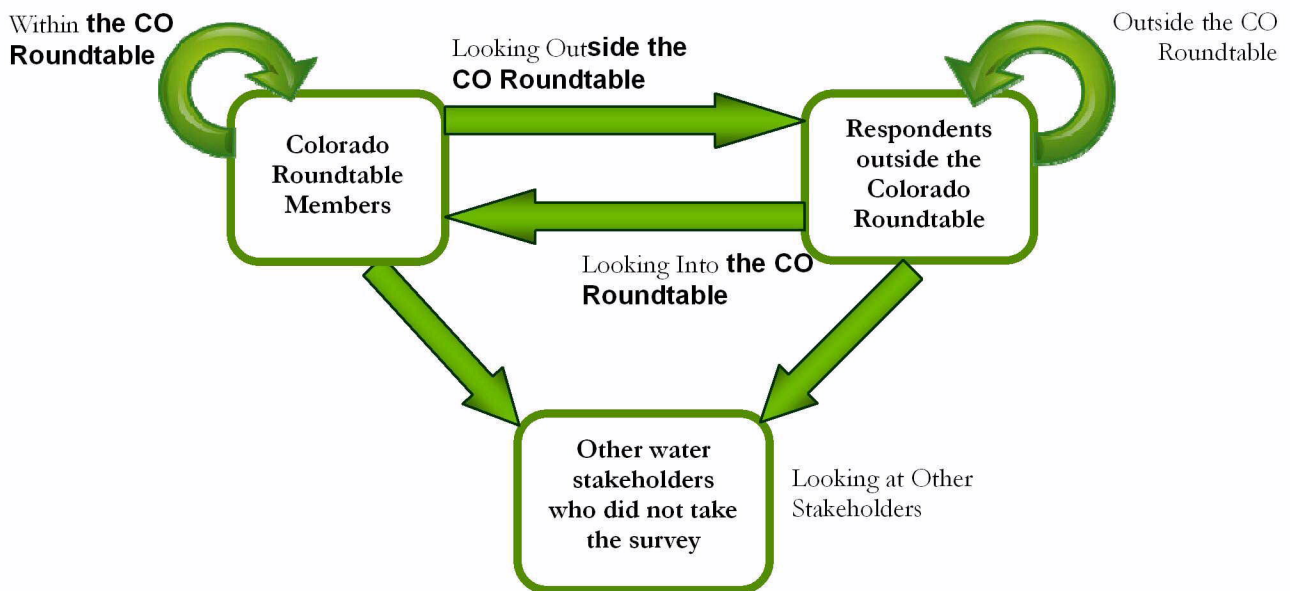 Within the CO
Roundtable
Looking Outside the
CO Roundtable
Outside the CO
Roundtable
Colorado
Roundtable
Members
Respondents
outside the
Colorado
Roundtable
Looking Into the CO
Roundtable
Other water
stakeholders
who did not take
the survey
Looking at Other
Stakeholders